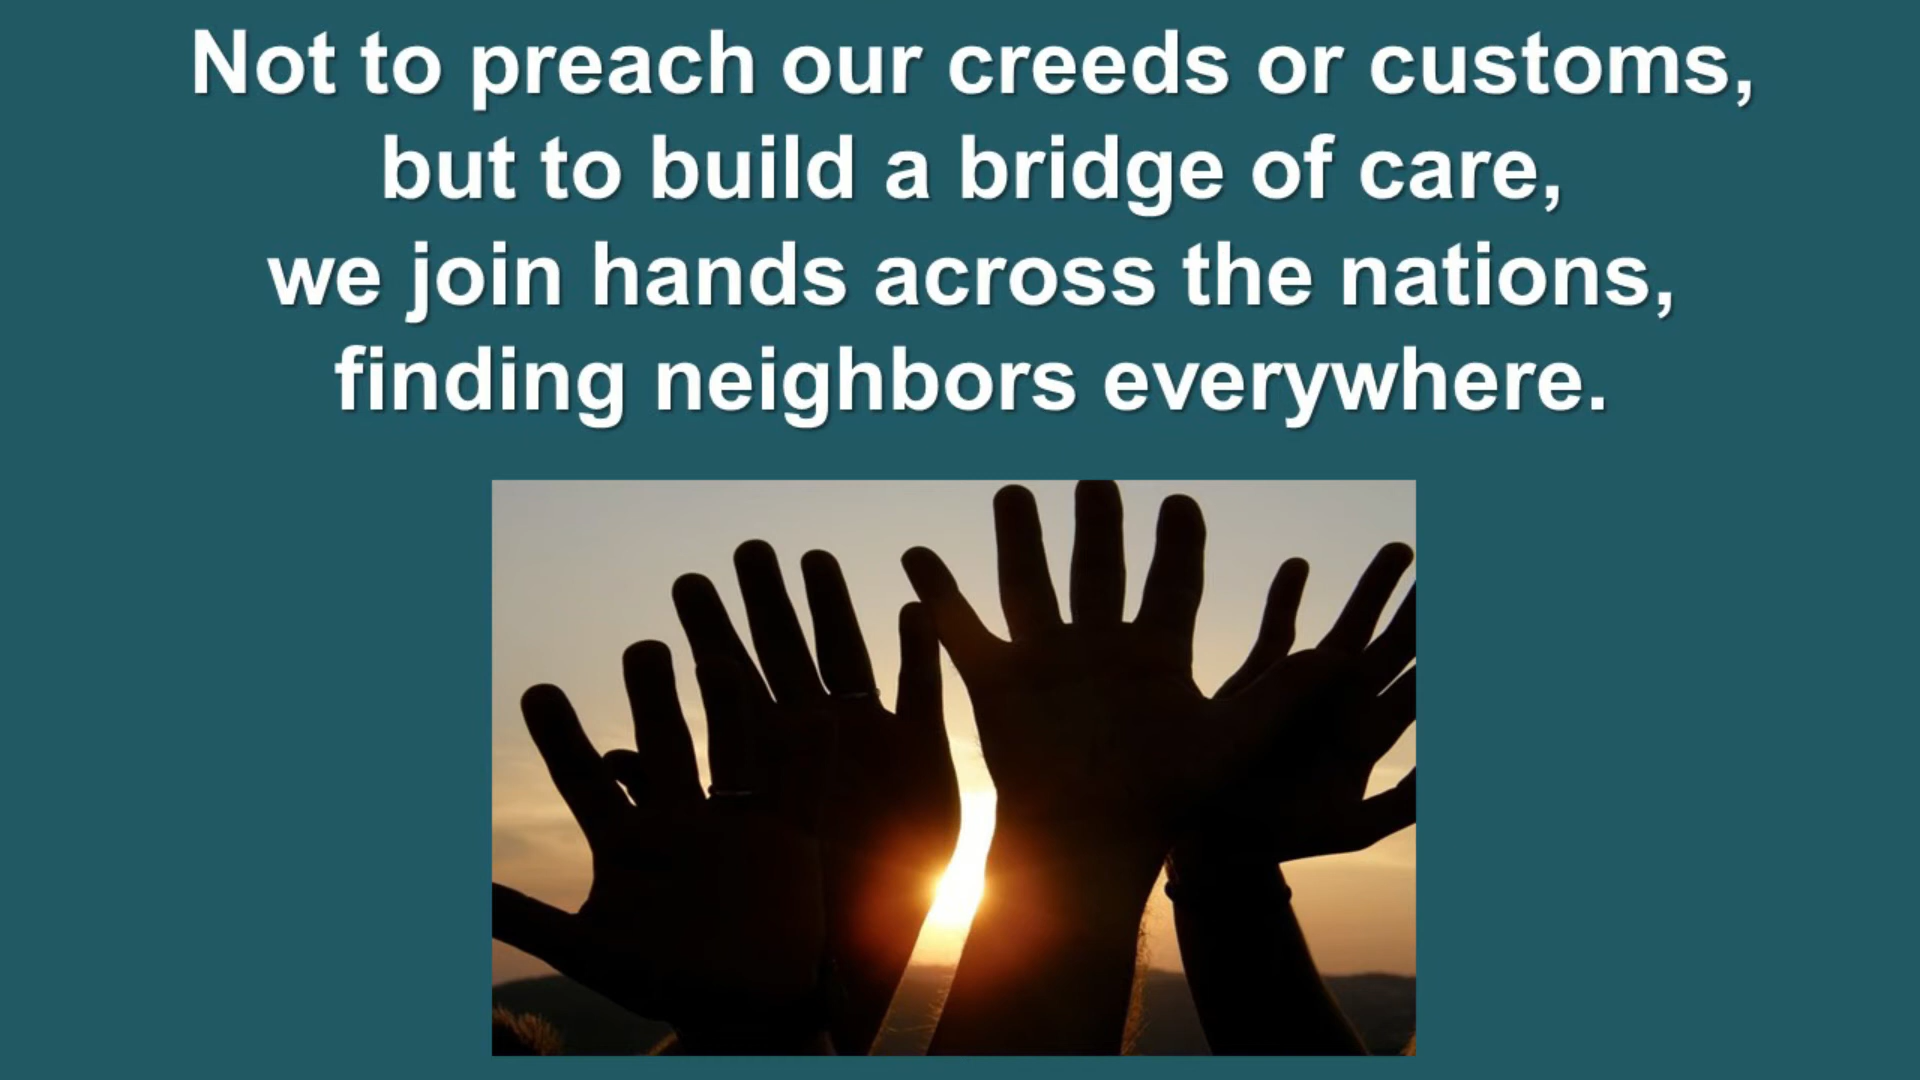 Not to preach our creeds or customs,
but to build a bridge of care,
we join hands across the nations,
finding neighbors everywhere.